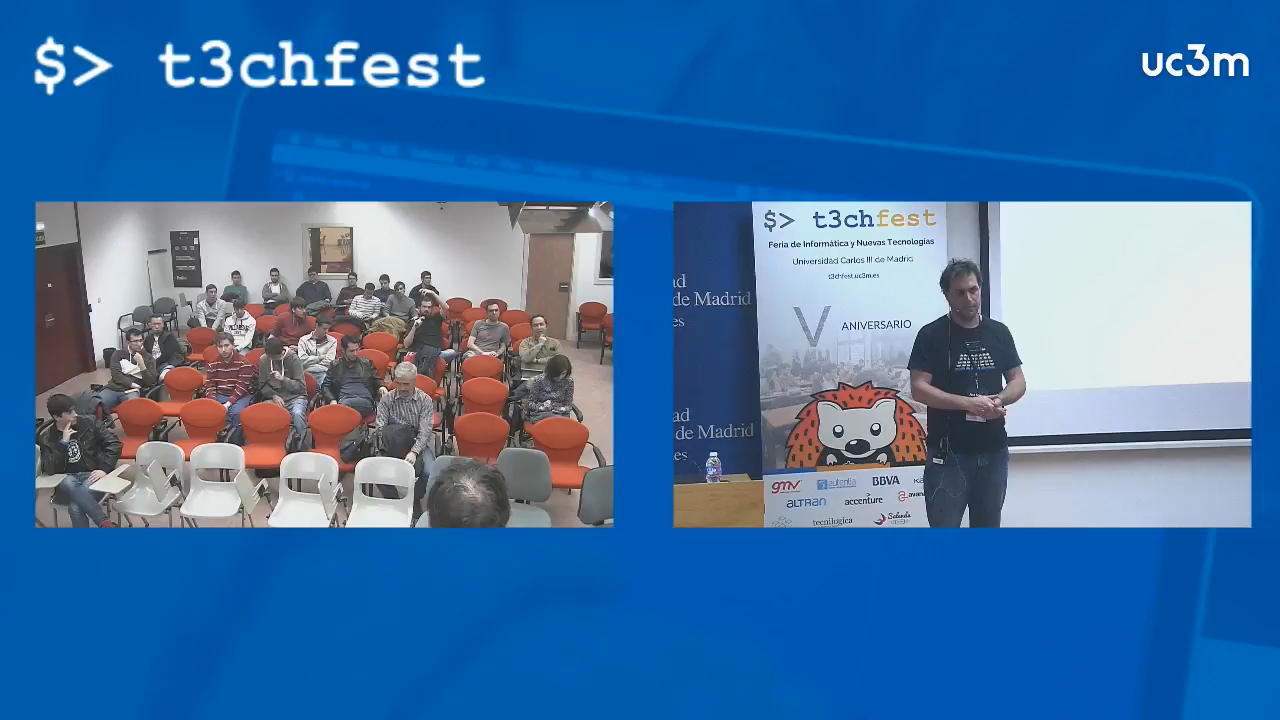 $> t3chfest
uc3m
$> t3chfest
Feria de Informática y Nuevas Tecnologías
Universidad Carlos III de Madrid
t3chfest.uc3m.es
V ANIVERSARIO
ad
de Madrid
es
ad
de Madrid
es
gmv autentia BBVA
ALTRAN accenture
tecnilogica